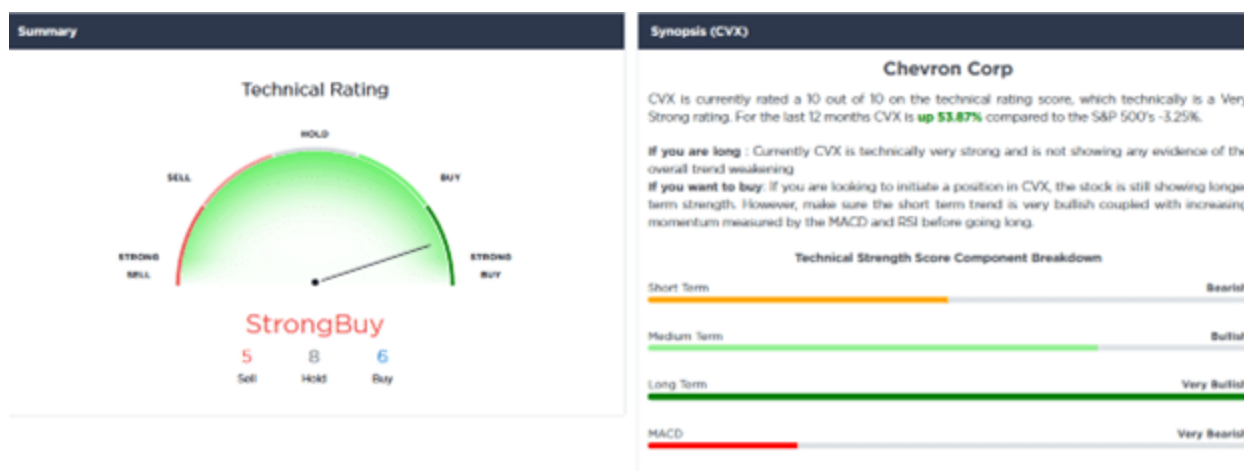 Summary
Technical Rating
HOLD
SELL
BUY
STRONG
SELL
STRONG
BUY
StrongBuy
5 8 6
Sell Hold Buy
Synopsis (CVX)
Chevron Corp
CVX is currently rated a 10 out of 10 on the technical rating score, which technically is a Very
Strong rating. For the last 12 months CVX is up 53.87% compared to the S&P 500's -3.25%.
If you are long : Currently CVX is technically very strong and is not showing any evidence of the
overall trend weakening
If you want to buy: If you are looking to initiate a position in CVX, the stock is still showing longer
term strength. However, make sure the short term trend is very bullish coupled with increasing
momentum measured by the MACD and RSI before going long.
Technical Strength Score Component Breakdown
Short Term Bearish
Medium Term Bullish
Long Term Very Bullish
MACD Very Bearish